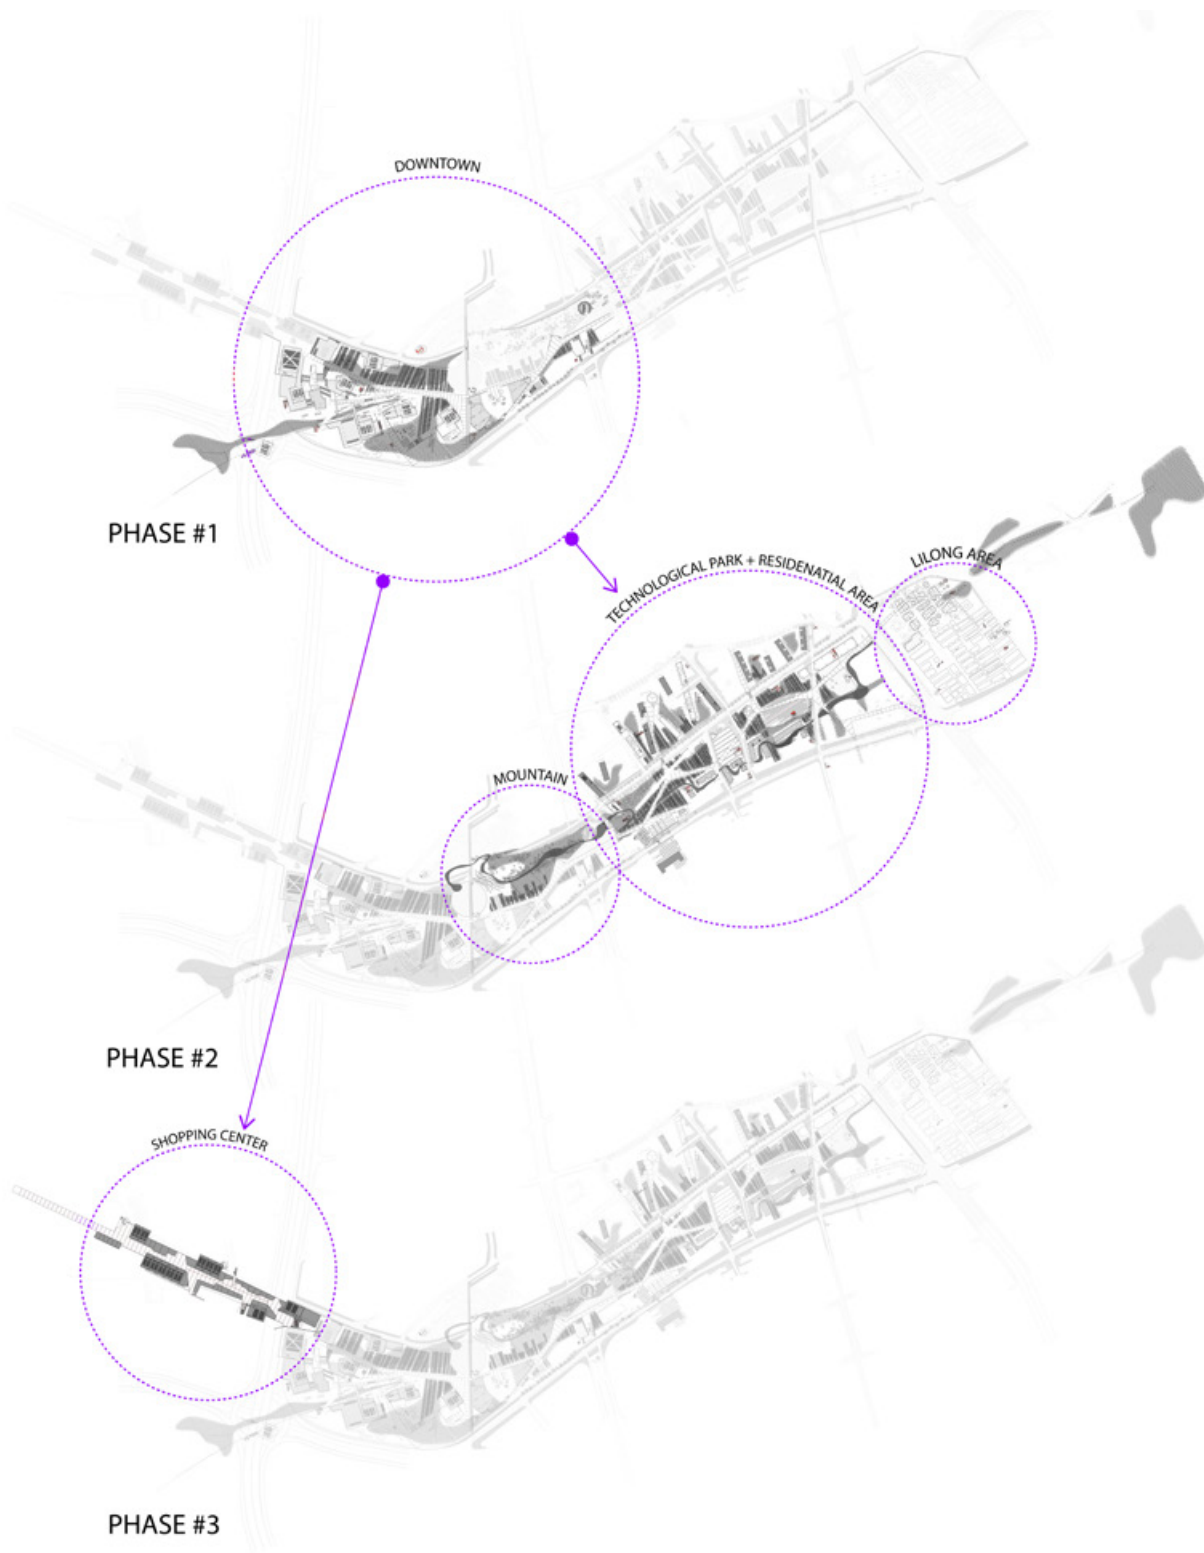 DOWNTOWN
PHASE #1
LILONG AREA
TECHNOLOGICAL PARK + RESIDENATIAL AREA
MOUNTAIN
PHASE #2
SHOPPING CENTER
PHASE #3